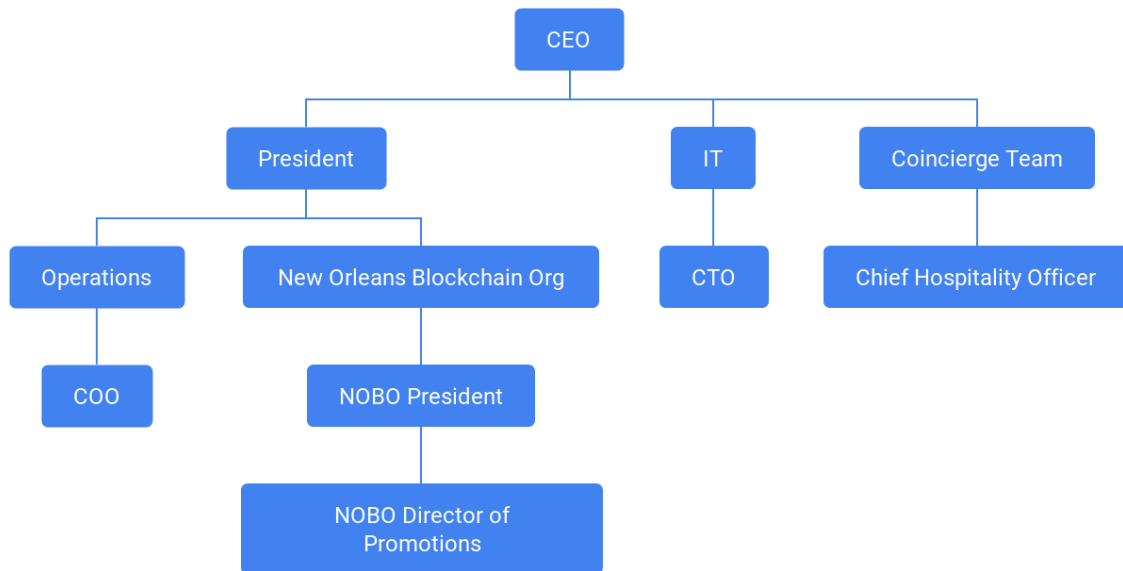 CEO
President
IT
Coincierge Team
Operations
New Orleans Blockchain Org
CTO
Chief Hospitality Officer
COO
NOBO President
NOBO Director of
Promotions